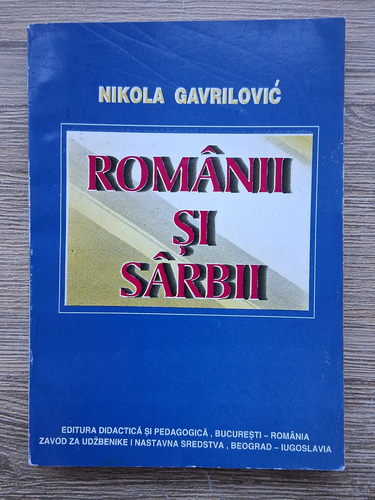 NIKOLA GAVRILOVIĆ
ROMÂNII
ŞI
SÂRBII
EDITURA DIDACTICĂ ŞI PEDAGOGICĂ, BUCUREŞTI – ROMÂNIA
ZAVOD ZA UDŽBENIKE I NASTAVNA SREDSTVA, BEOGRAD – IUGOSLAVIA